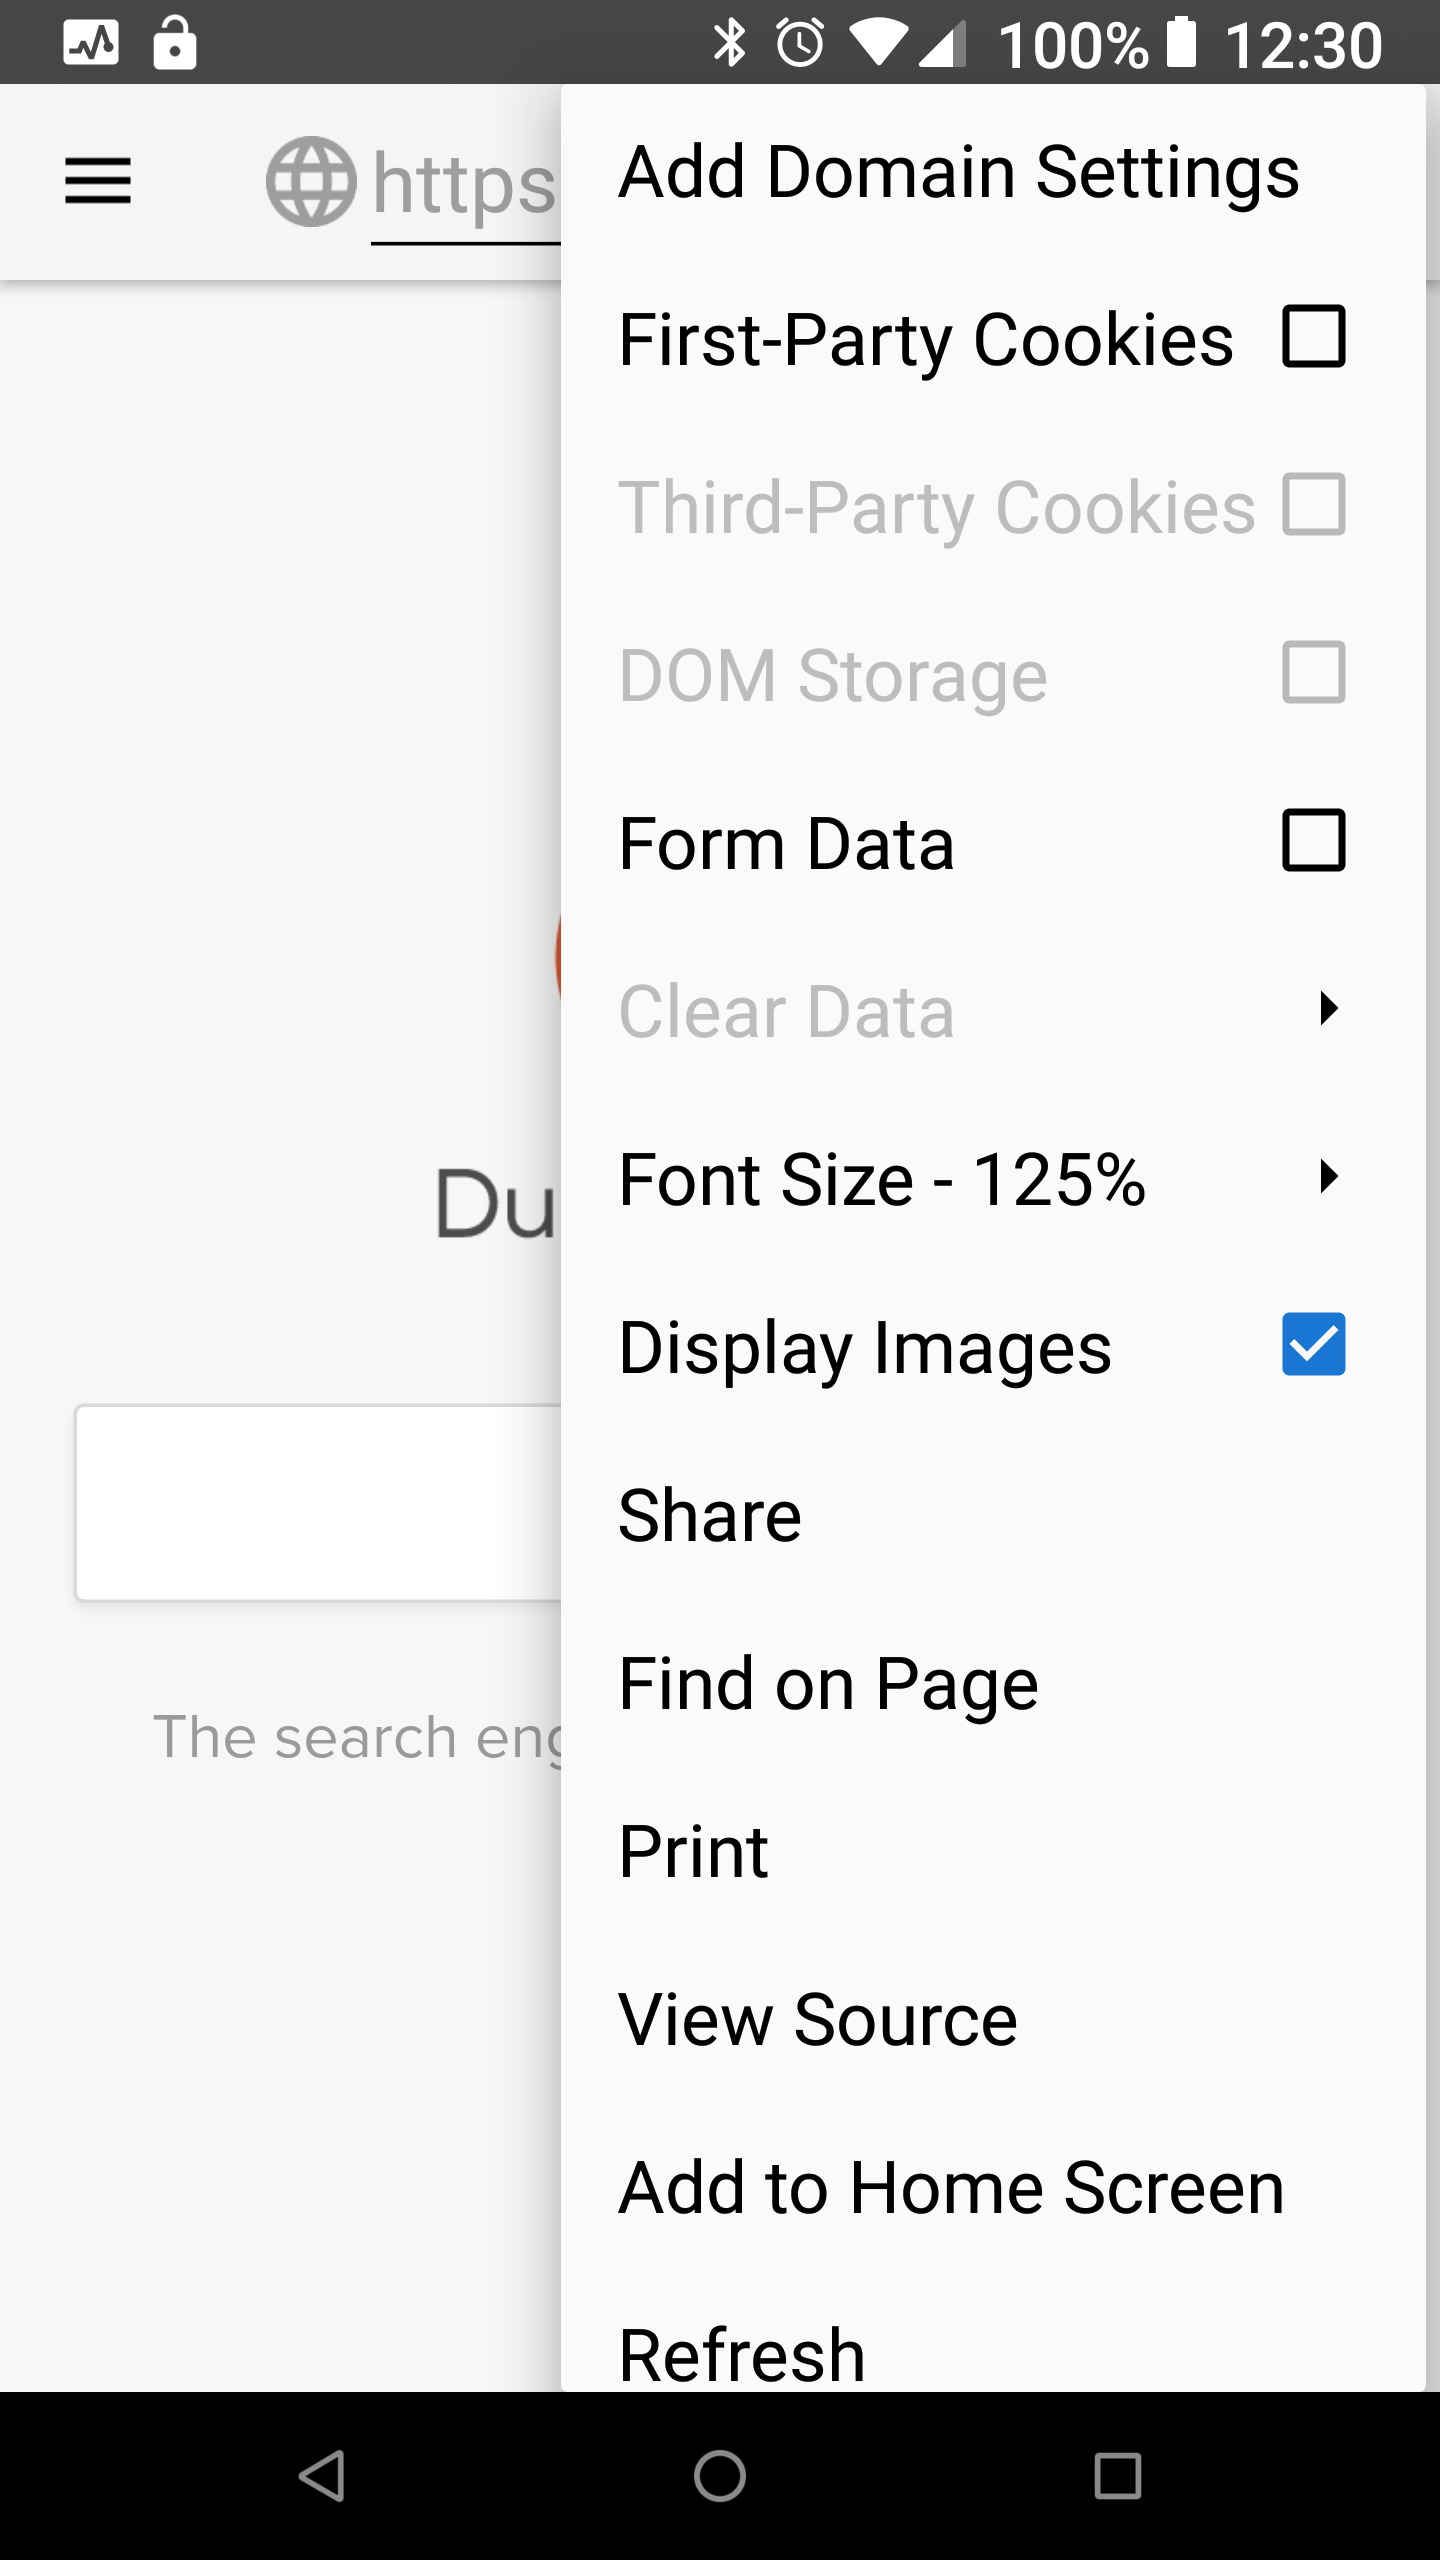 100% 12:30
https
Add Domain Settings
First-Party Cookies
Third-Party Cookies
DOM Storage
Form Data
Clear Data
Font Size - 125%
Display Images
Share
Find on Page
Print
View Source
Add to Home Screen
Refresh
Du
The search eng